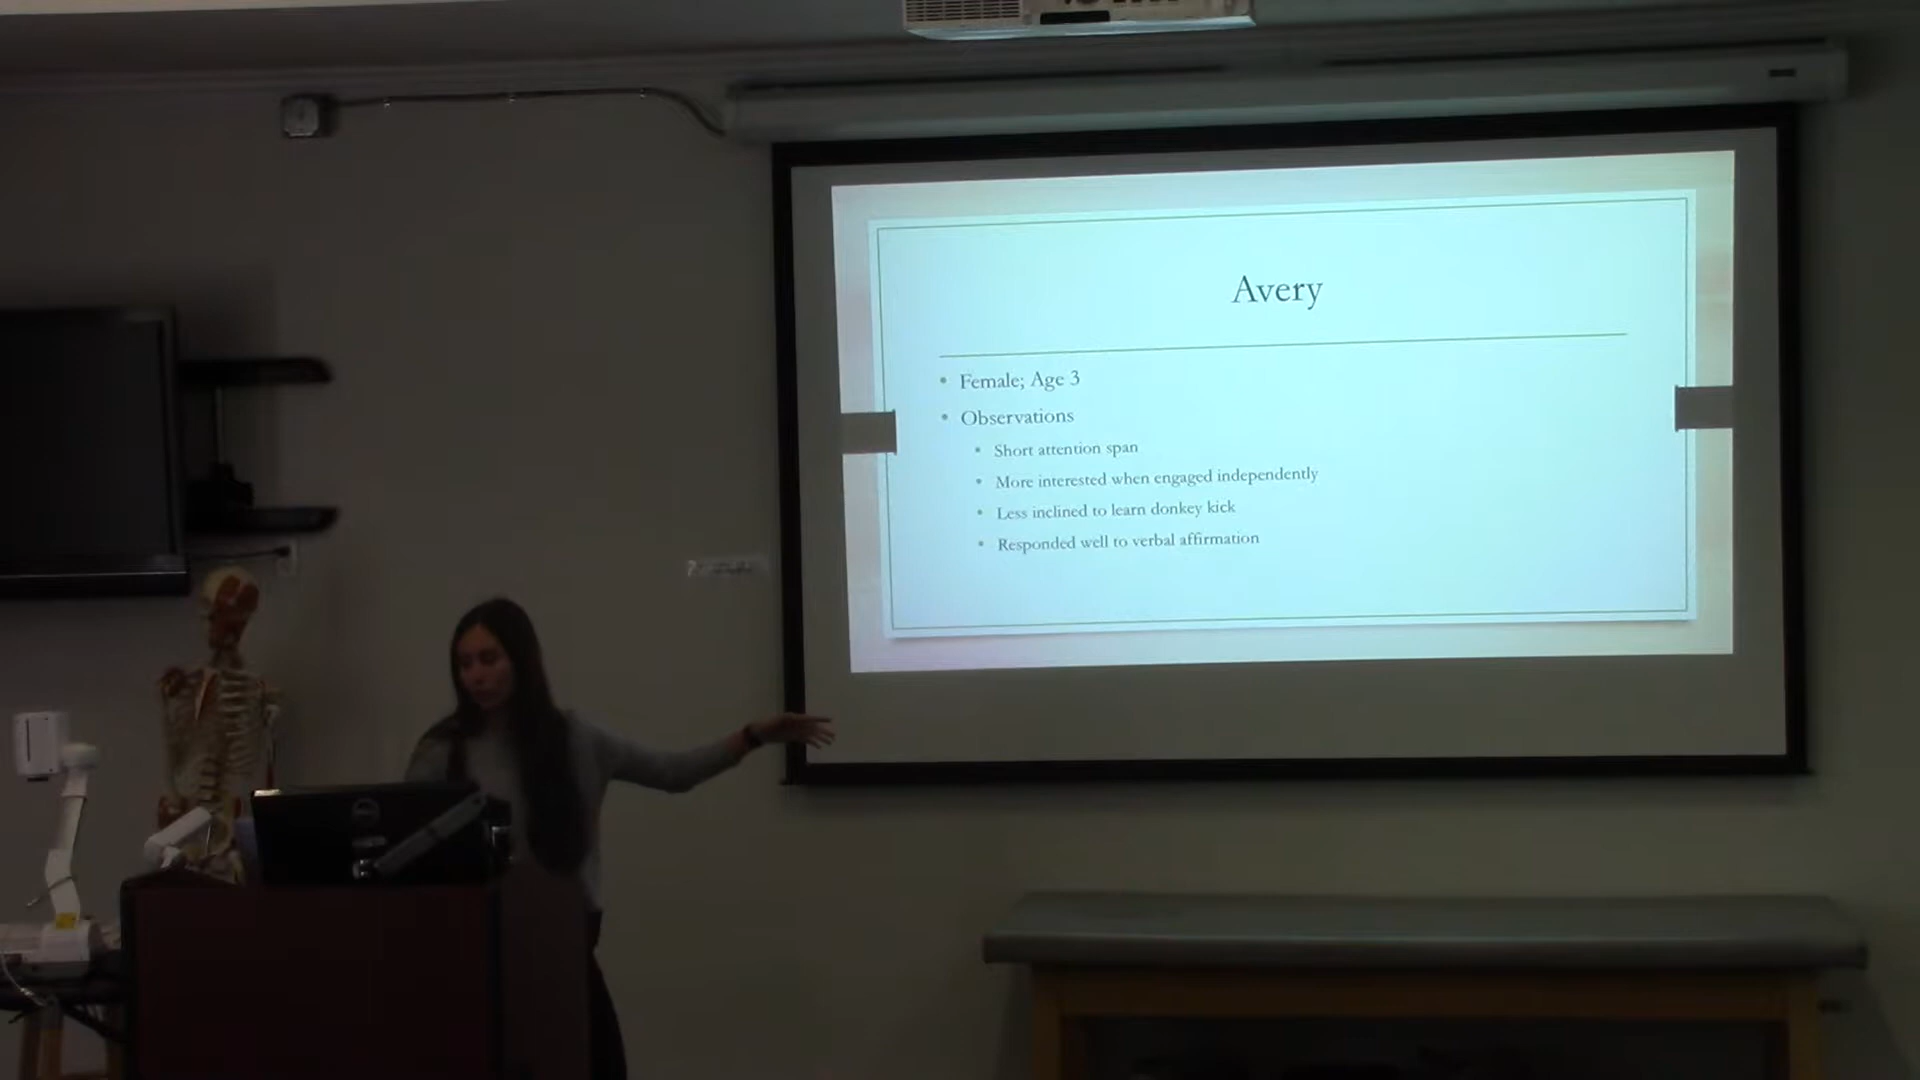 Avery
• Female; Age 3
• Observations
• Short attention span
• More interested when engaged independently
• Less inclined to learn donkey kick
• Responded well to verbal affirmation